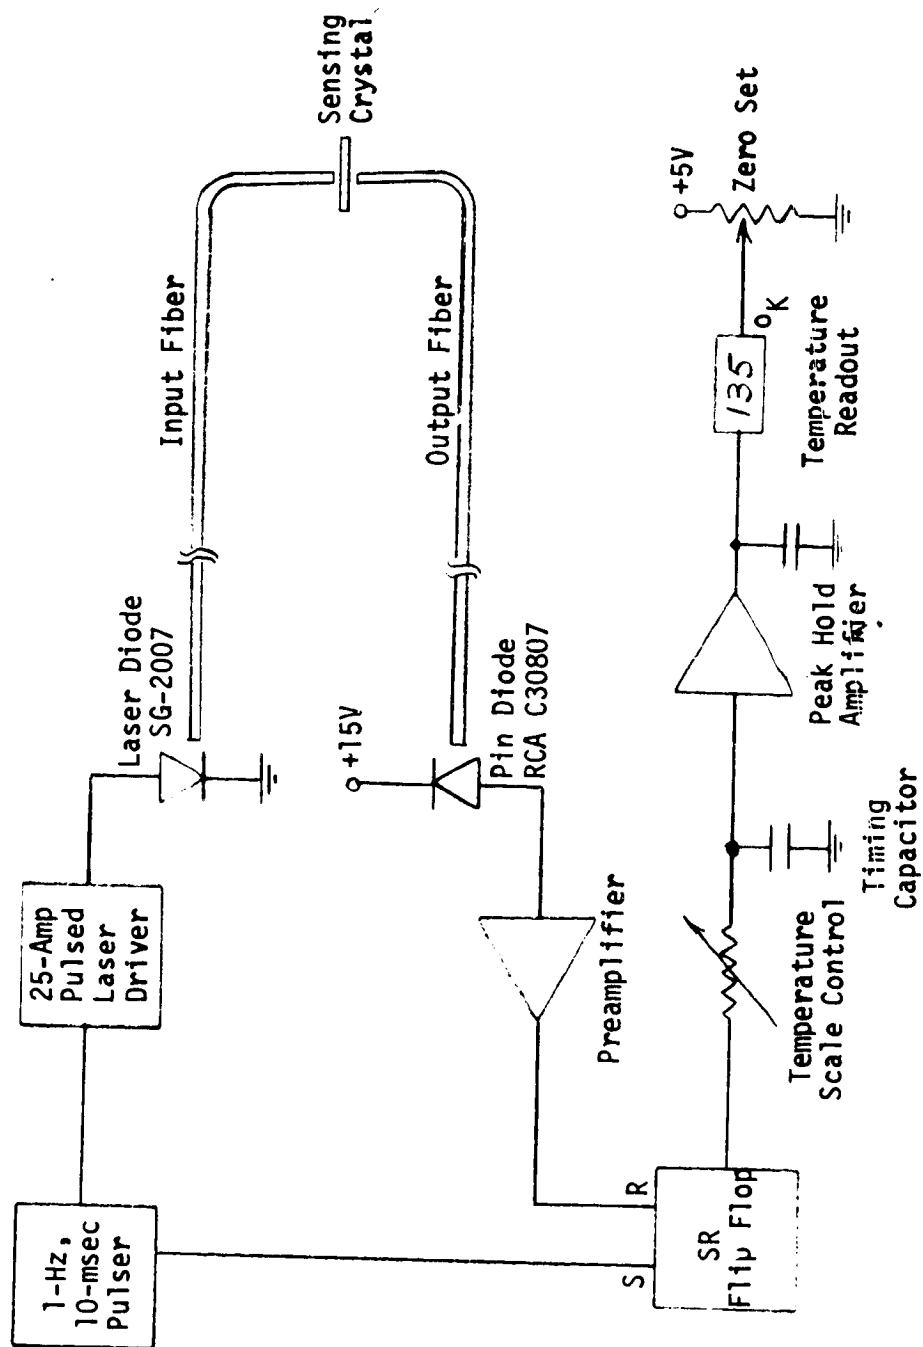 1-Hz,
10-msec
Pulser
25-Amp
Pulsed
Laser
Driver
Laser Diode
SG-2007
Input Fiber
Sensing
Crystal
+15V
Pin Diode
RCA C30807
Output Fiber
Preamplifier
S
R
SR
Flip Flop
Temperature
Scale Control
Timing
Capacitor
Peak Hold
Amplifier
135
°K
Temperature
Readout
+5V
Zero Set